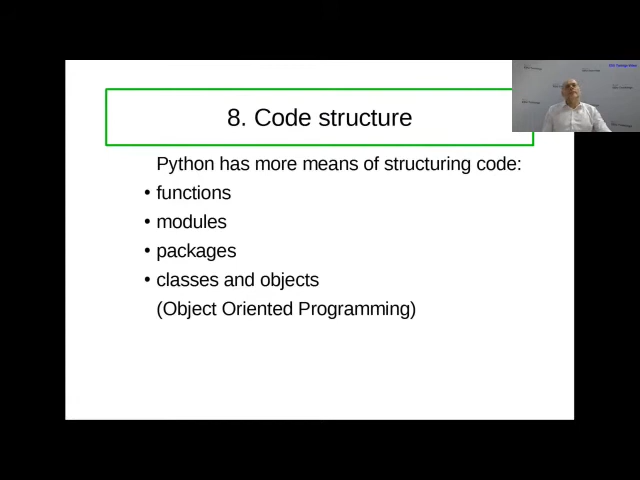 8. Code structure
Python has more means of structuring code:
• functions
• modules
• packages
• classes and objects
(Object Oriented Programming)